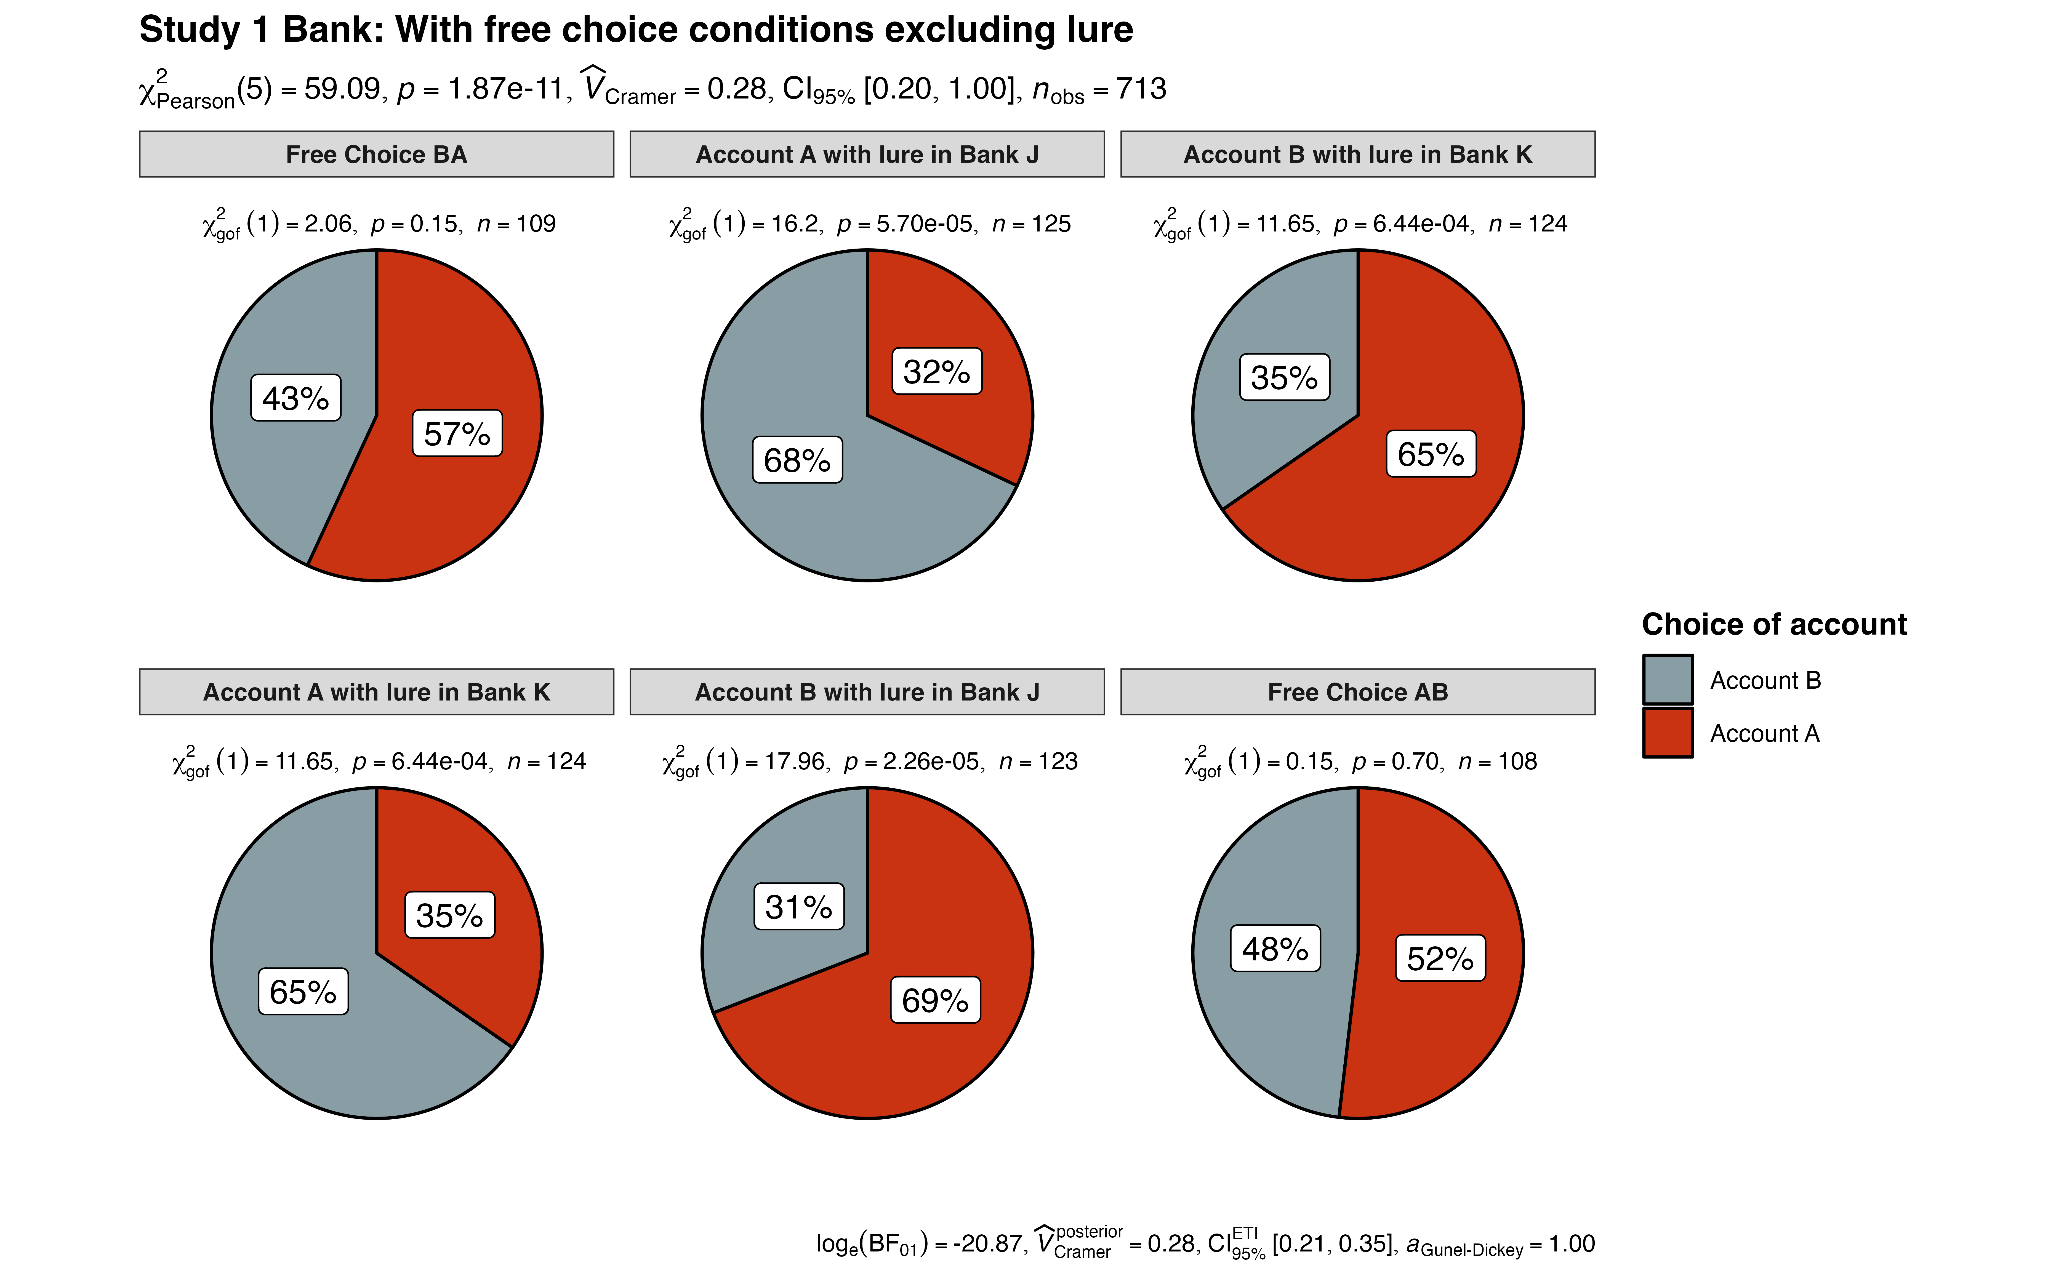 Study 1 Bank: With free choice conditions excluding lure
χ²Pearson(5) = 59.09, p = 1.87e-11, V̂Cramer = 0.28, CI95% [0.20, 1.00], nobs = 713
Free Choice BA
Account A with lure in Bank J
Account B with lure in Bank K
χ²gof (1) = 2.06, p = 0.15, n = 109
χ²gof (1) = 16.2, p = 5.70e-05, n = 125
χ²gof (1) = 11.65, p = 6.44e-04, n = 124
43%
57%
32%
68%
35%
65%
Account A with lure in Bank K
Account B with lure in Bank J
Free Choice AB
χ²gof (1) = 11.65, p = 6.44e-04, n = 124
χ²gof (1) = 17.96, p = 2.26e-05, n = 123
χ²gof (1) = 0.15, p = 0.70, n = 108
35%
65%
31%
69%
48%
52%
Choice of account
Account B
Account A
loge(BF01) = -20.87, V̂posteriorCramer = 0.28, CIETI95% [0.21, 0.35], aGunel-Dickey = 1.00